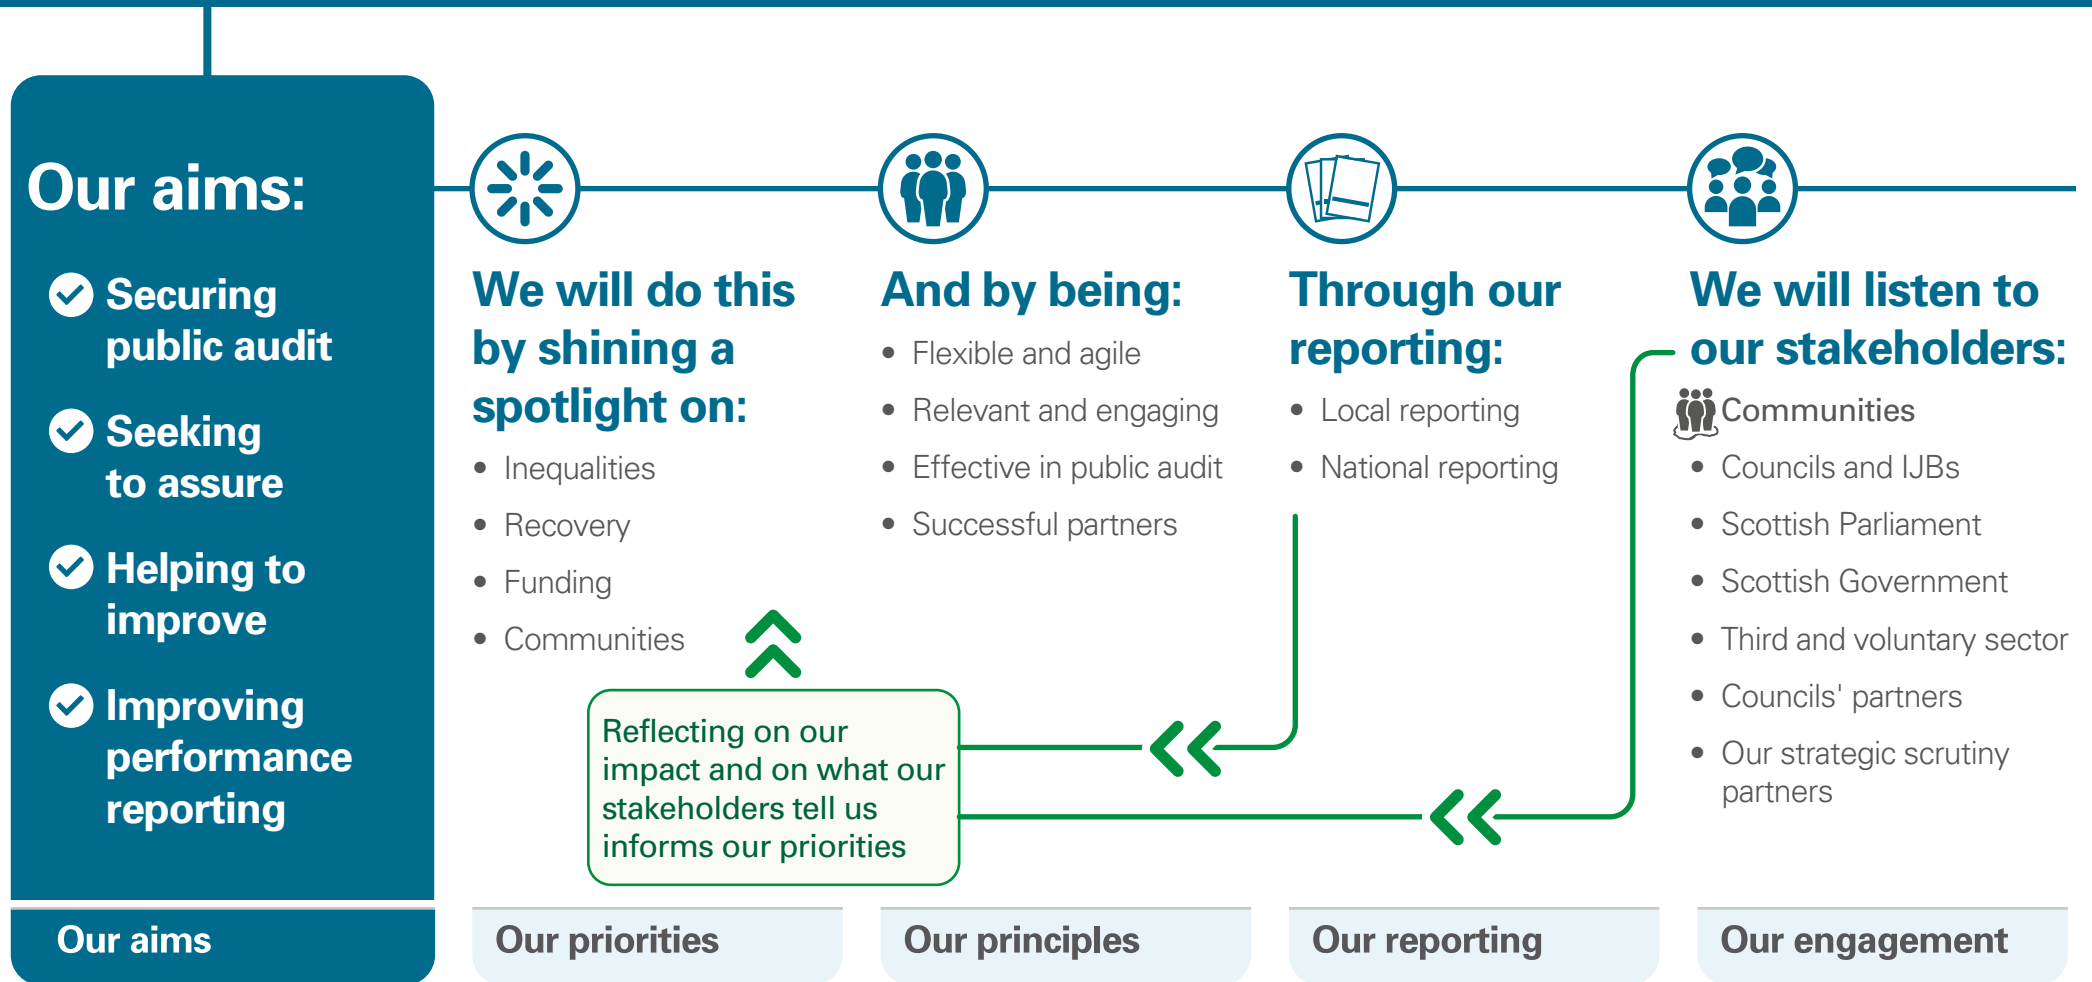 Our aims:
Securing
public audit
Seeking
to assure
Helping to
improve
Improving
performance
reporting
Our aims
We will do this
by shining a
spotlight on:
• Inequalities
• Recovery
• Funding
• Communities
Our priorities
And by being:
• Flexible and agile
• Relevant and engaging
• Effective in public audit
• Successful partners
Our principles
Through our
reporting:
• Local reporting
• National reporting
Our reporting
We will listen to
our stakeholders:
Communities
• Councils and IJBs
• Scottish Parliament
• Scottish Government
• Third and voluntary sector
• Councils' partners
• Our strategic scrutiny
partners
Our engagement
Reflecting on our
impact and on what our
stakeholders tell us
informs our priorities